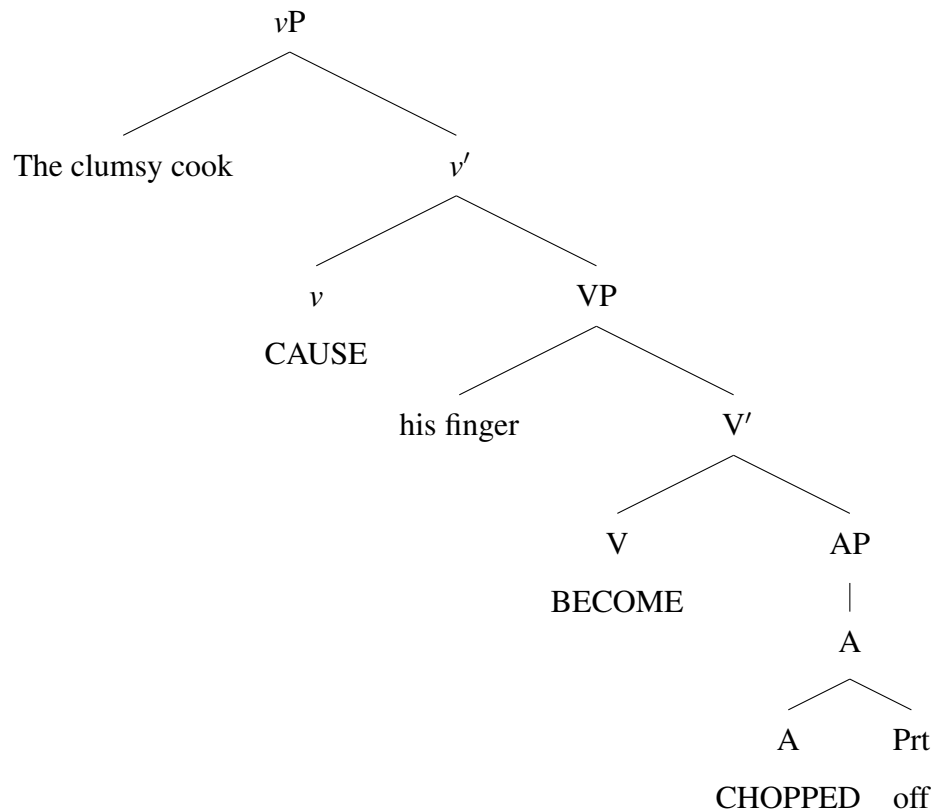 vP
The clumsy cook v′
v VP
CAUSE
his finger V′
V AP
BECOME
A
A Prt
CHOPPED off